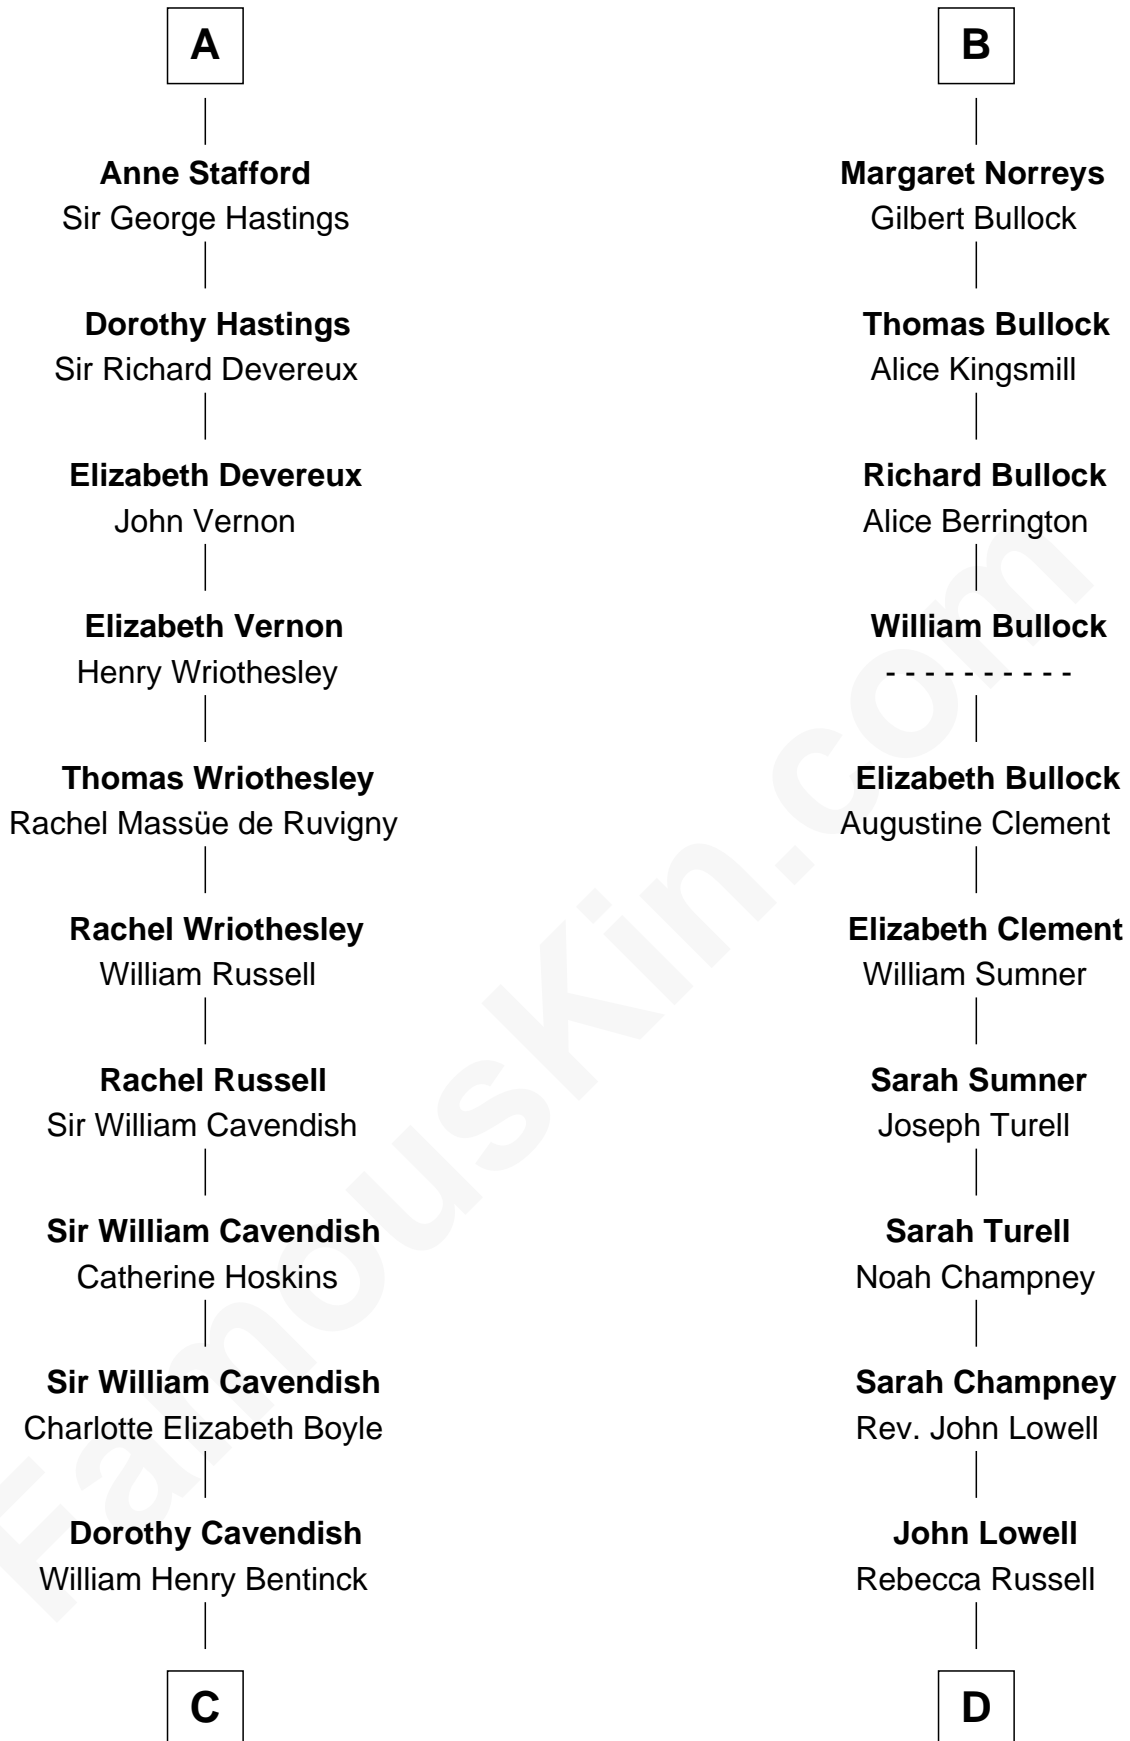 A
Anne Stafford
Sir George Hastings
Dorothy Hastings
Sir Richard Devereux
Elizabeth Devereux
John Vernon
Elizabeth Vernon
Henry Wriothesley
Thomas Wriothesley
Rachel Massüe de Ruvigny
Rachel Wriothesley
William Russell
Rachel Russell
Sir William Cavendish
Sir William Cavendish
Catherine Hoskins
Sir William Cavendish
Charlotte Elizabeth Boyle
Dorothy Cavendish
William Henry Bentinck
C
B
Margaret Norreys
Gilbert Bullock
Thomas Bullock
Alice Kingsmill
Richard Bullock
Alice Berrington
William Bullock
- - - - - - - - - -
Elizabeth Bullock
Augustine Clement
Elizabeth Clement
William Sumner
Sarah Sumner
Joseph Turell
Sarah Turell
Noah Champney
Sarah Champney
Rev. John Lowell
John Lowell
Rebecca Russell
D
FamousKin.com